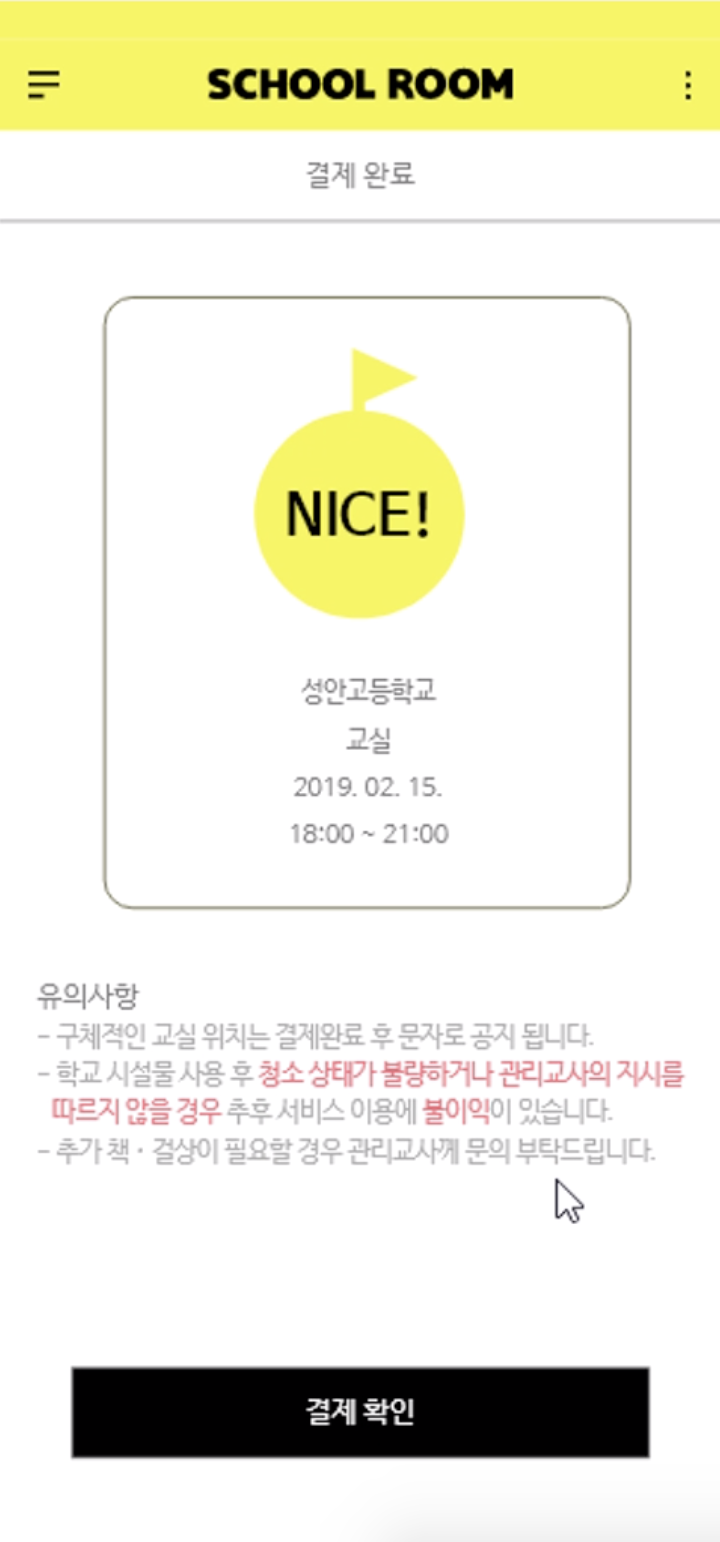 SCHOOL ROOM
결제 완료
NICE!
성안고등학교
교실
2019. 02. 15.
18:00 ~ 21:00
유의사항
- 구체적인 교실 위치는 결제완료 후 문자로 공지 됩니다.
- 학교 시설물 사용 후 청소 상태가 불량하거나 관리교사의 지시를
따르지 않을 경우 추후 서비스 이용에 불이익이 있습니다.
- 추가 책 · 걸상이 필요할 경우 관리교사께 문의 부탁드립니다.
결제 확인